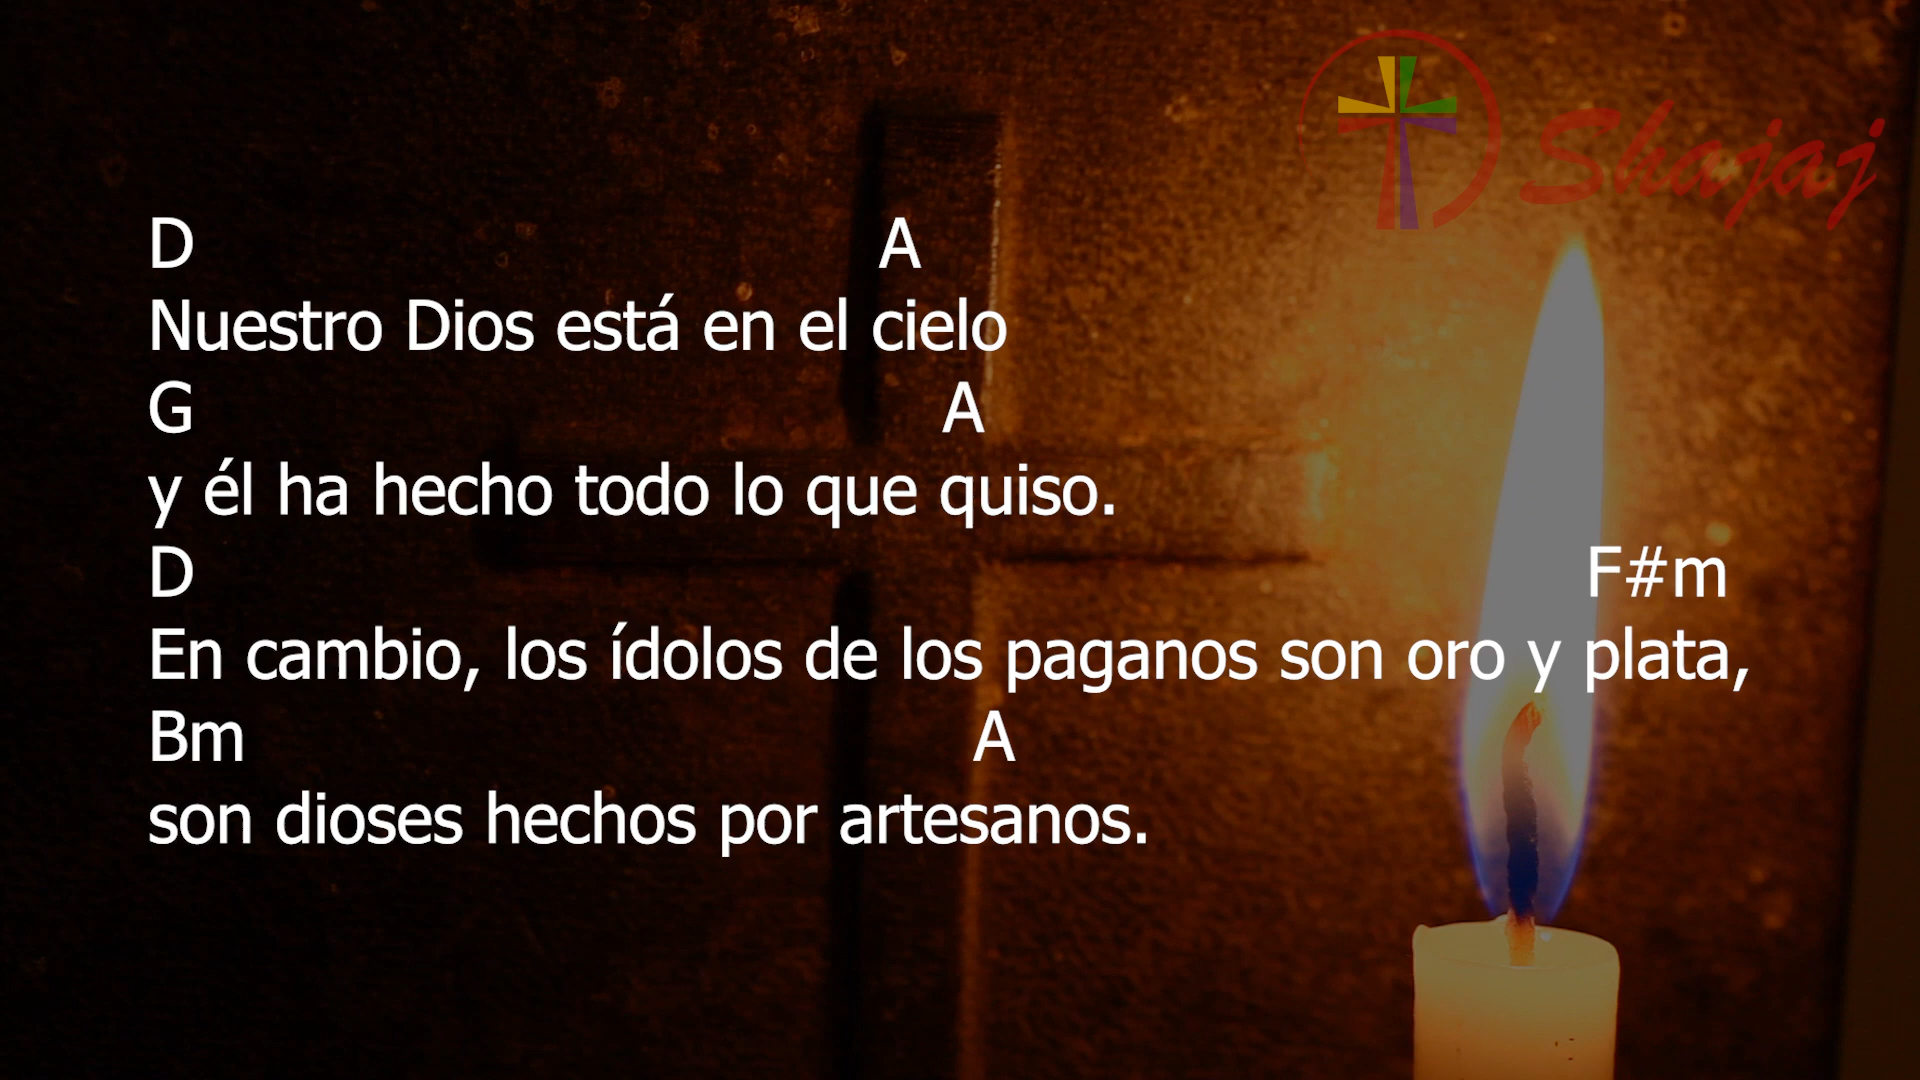 Shajaj
D A
Nuestro Dios está en el cielo
G A
y él ha hecho todo lo que quiso.
D F#m
En cambio, los ídolos de los paganos son oro y plata,
Bm A
son dioses hechos por artesanos.